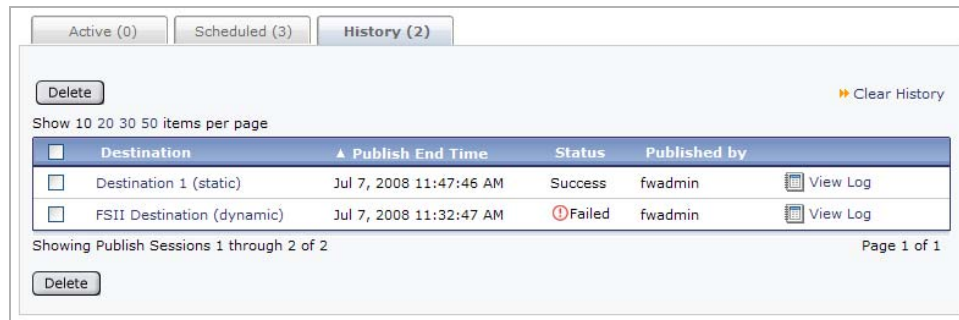 Active (0) Scheduled (3) History (2)
Delete Clear History
Show 10 20 30 50 items per page
Destination Publish End Time Status Published by
Destination 1 (static) Jul 7, 2008 11:47:46 AM Success fwadmin View Log
FSII Destination (dynamic) Jul 7, 2008 11:32:47 AM Failed fwadmin View Log
Showing Publish Sessions 1 through 2 of 2 Page 1 of 1
Delete